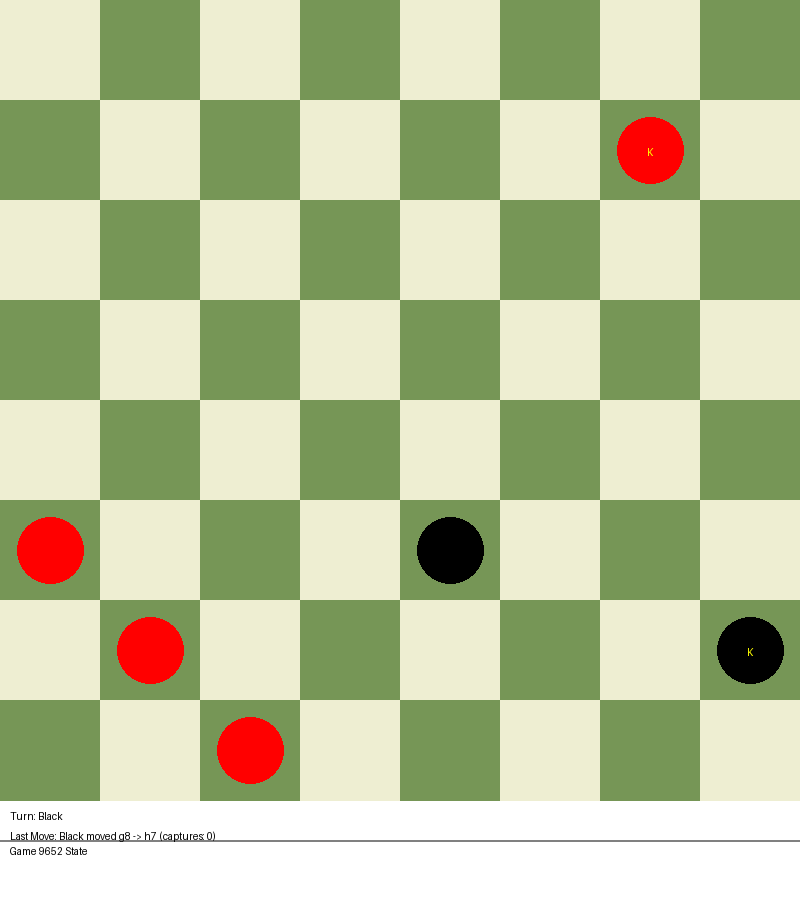 K
K
Turn: Black
Last Move: Black moved g8 -> h7 (captures: 0)
Game 9652 State